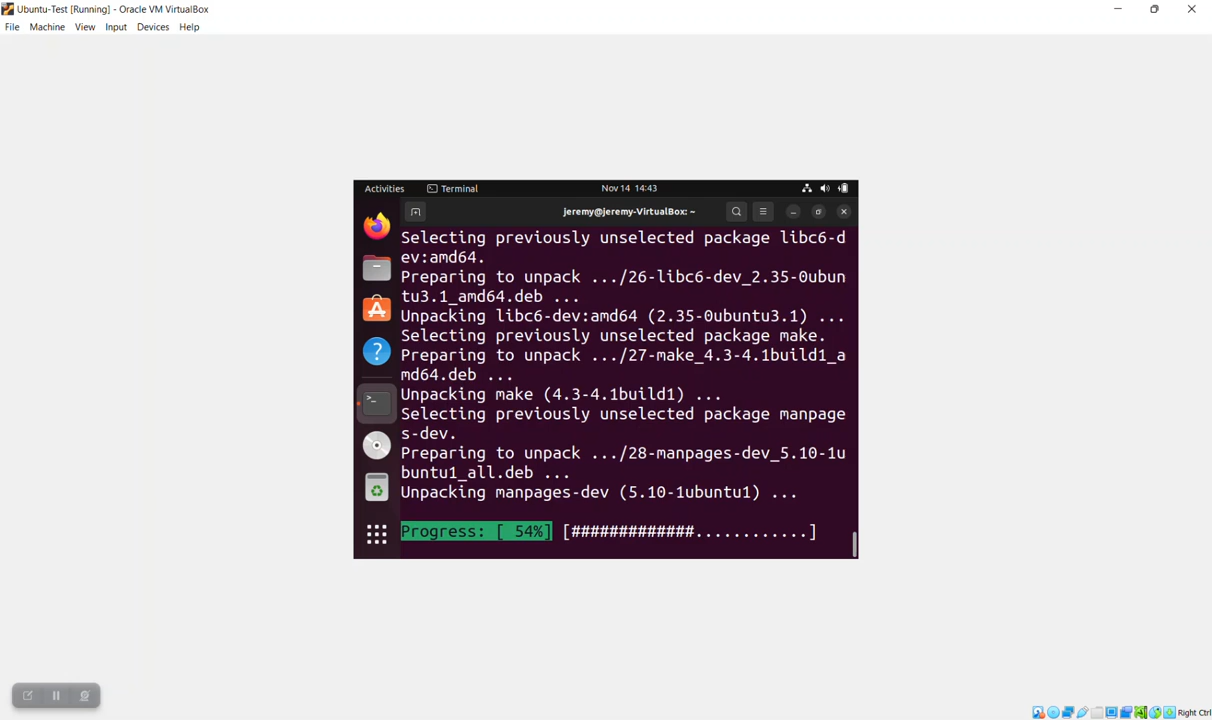 Ubuntu-Test [Running] - Oracle VM VirtualBox
File Machine View Input Devices Help
Activities Terminal Nov 14 14:43
jeremy@jeremy-VirtualBox: ~
Selecting previously unselected package libc6-d
ev:amd64.
Preparing to unpack .../26-libc6-dev_2.35-0ubun
tu3.1_amd64.deb ...
Unpacking libc6-dev:amd64 (2.35-0ubuntu3.1) ...
Selecting previously unselected package make.
Preparing to unpack .../27-make_4.3-4.1build1_a
md64.deb ...
Unpacking make (4.3-4.1build1) ...
Selecting previously unselected package manpage
s-dev.
Preparing to unpack .../28-manpages-dev_5.10-1u
buntu1_all.deb ...
Unpacking manpages-dev (5.10-1ubuntu1) ...
Progress: [ 54%] [#############............]
Right Ctrl